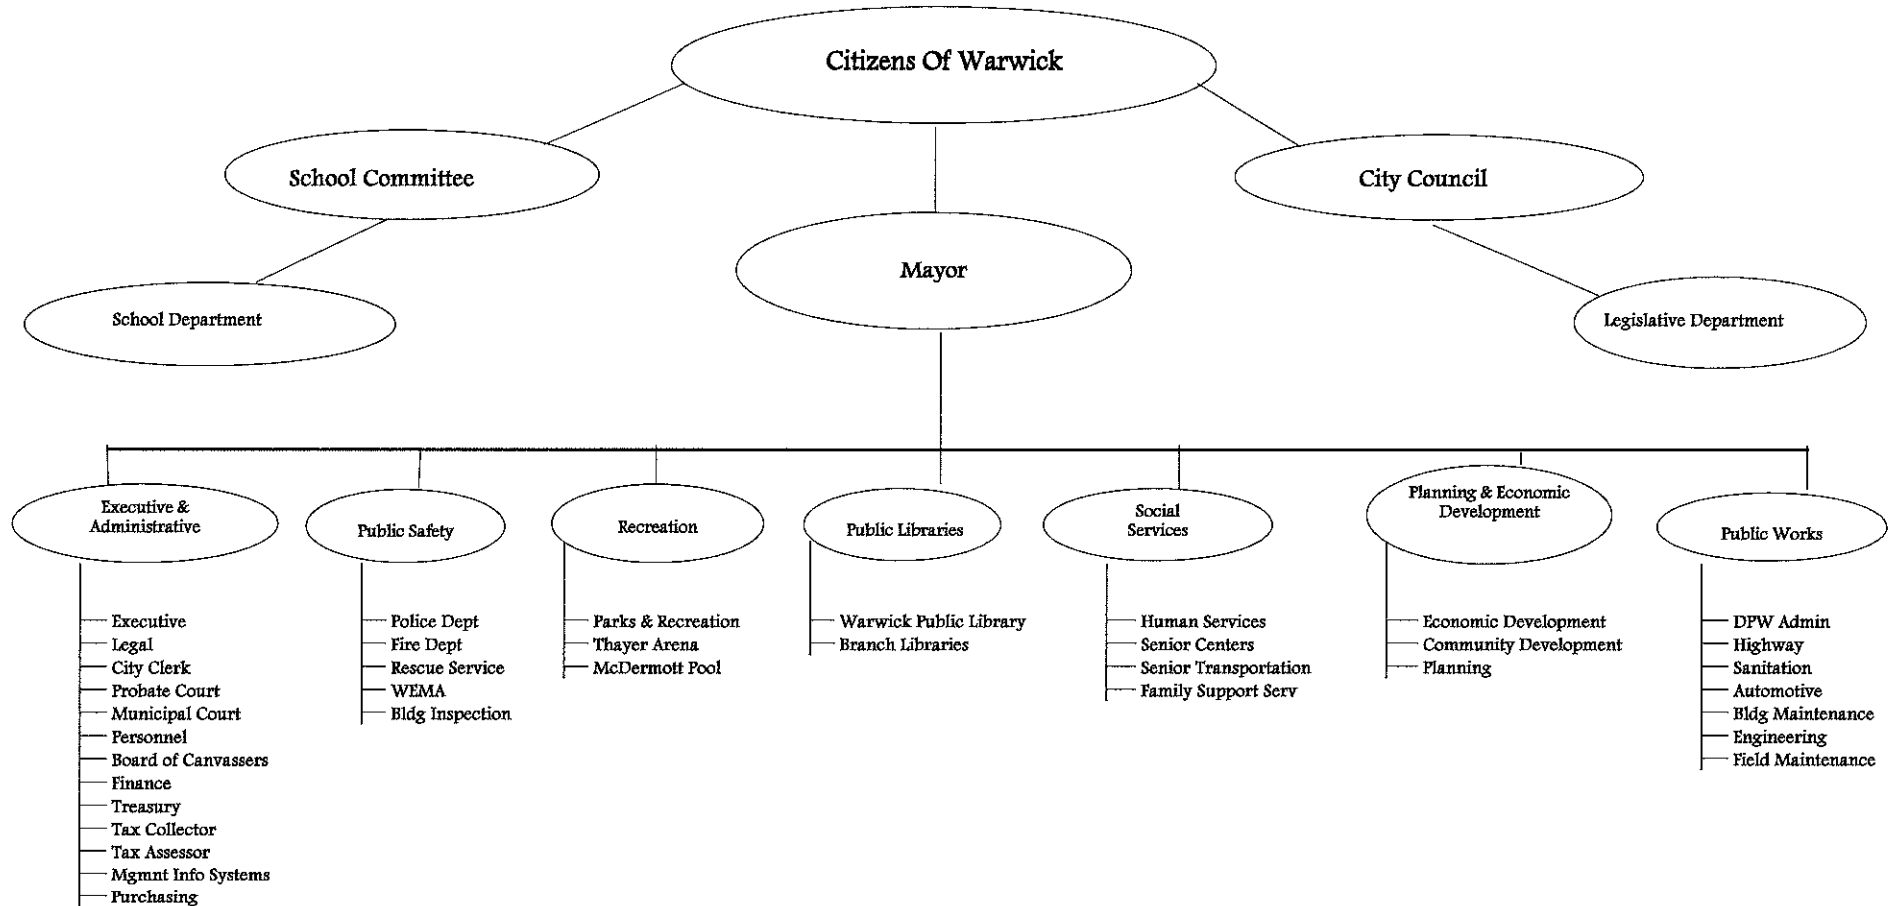 Citizens Of Warwick
School Committee
City Council
Mayor
School Department
Legislative Department
Executive &
Administrative
Public Safety
Recreation
Public Libraries
Social
Services
Planning & Economic
Development
Public Works
Executive
Legal
City Clerk
Probate Court
Municipal Court
Personnel
Board of Canvassers
Finance
Treasury
Tax Collector
Tax Assessor
Mgmnt Info Systems
Purchasing
Police Dept
Fire Dept
Rescue Service
WEMA
Bldg Inspection
Parks & Recreation
Thayer Arena
McDermott Pool
Warwick Public Library
Branch Libraries
Human Services
Senior Centers
Senior Transportation
Family Support Serv
Economic Development
Community Development
Planning
DPW Admin
Highway
Sanitation
Automotive
Bldg Maintenance
Engineering
Field Maintenance